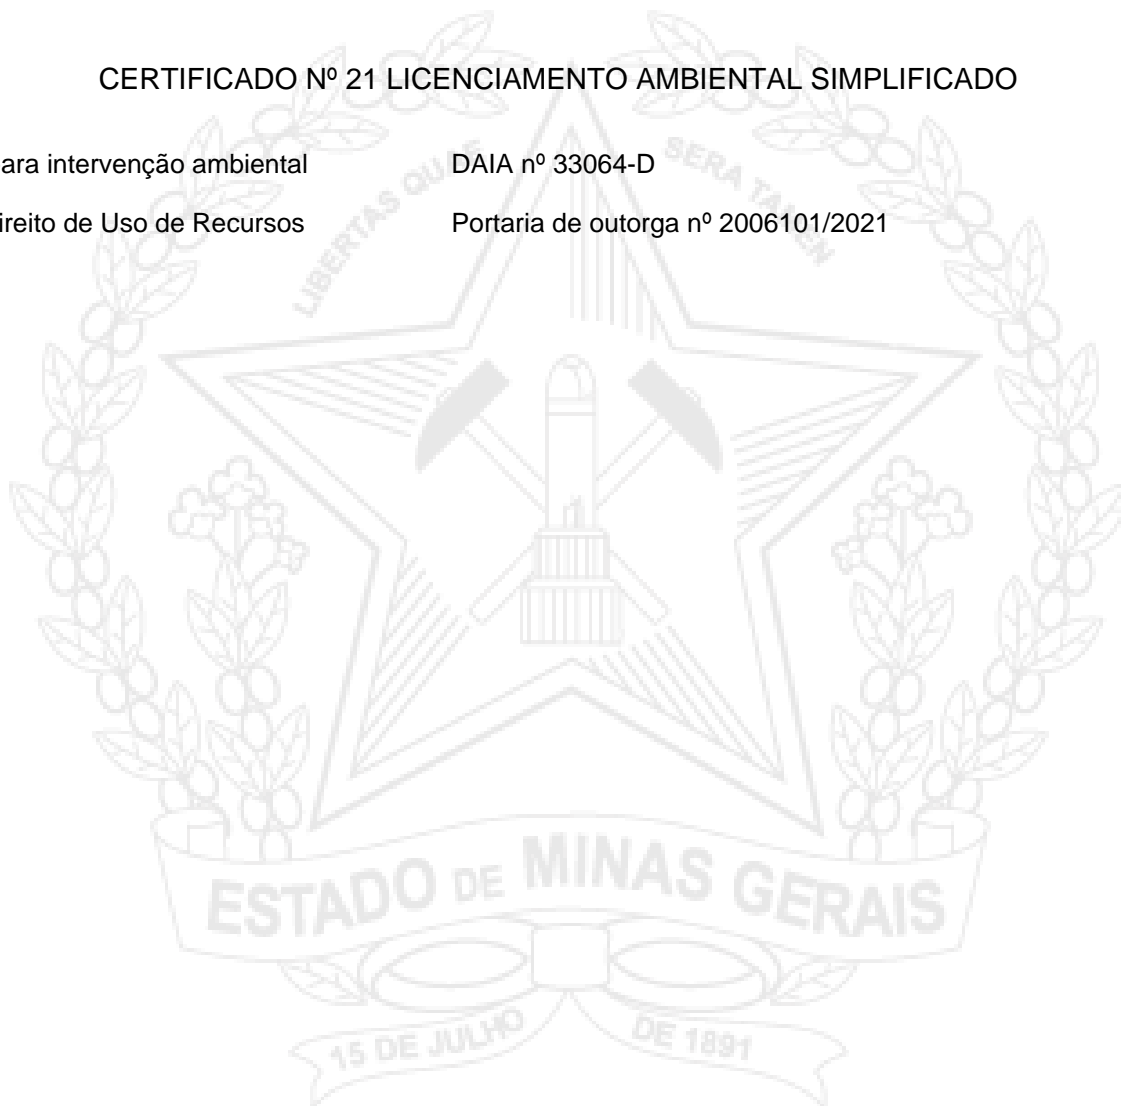 CERTIFICADO Nº 21 LICENCIAMENTO AMBIENTAL SIMPLIFICADO
ara intervenção ambiental DAIA nº 33064-D
ireito de Uso de Recursos Portaria de outorga nº 2006101/2021
LIBERTAS QUÆ SERA TAMEN
ESTADO DE MINAS GERAIS
15 DE JULHO DE 1891